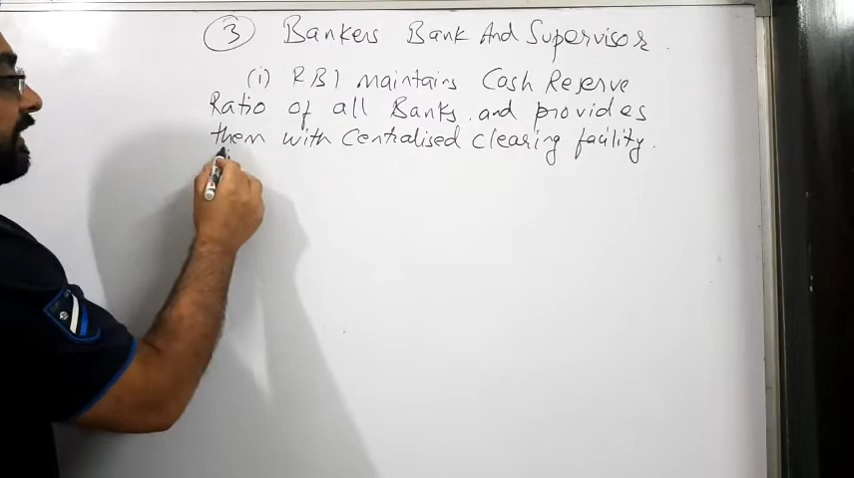 3 Bankers Bank And Supervisor.
(i) RBI maintains Cash Reserve
Ratio of all Banks and provides
them with Centralised clearing facility.